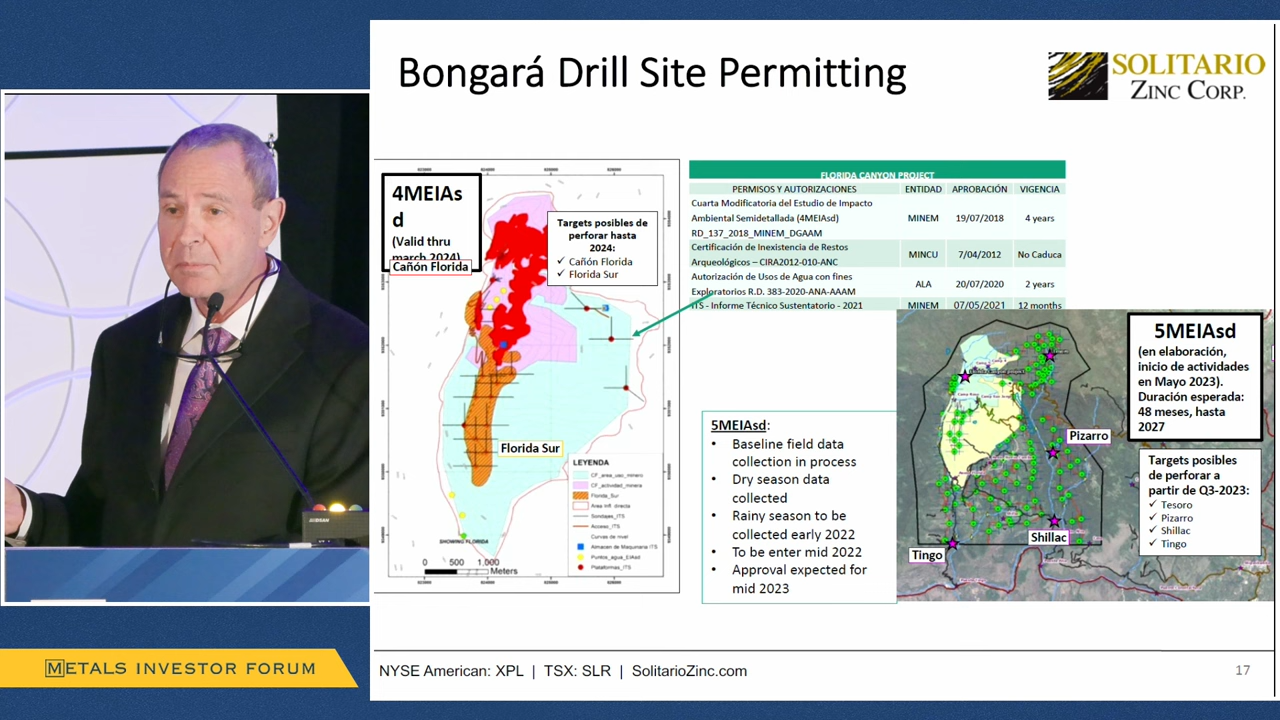 Bongará Drill Site Permitting
SOLITARIO
ZINC CORP.
4MEIAs
d
(Valid thru
march 2024)
Cañón Florida
Targets posibles de
perforar hasta
2024:
✓ Cañón Florida
✓ Florida Sur
Florida Sur
LEYENDA
CF_area_uso_minero
CF_actividad_minera
Florida_Sur
Area Inf. directa
Sondajes_ITS
Acceso_ITS
Curvas de nivel
Almacen de Maquinaria ITS
Puntos_agua_EIAsd
Plataformas_ITS
SHOWING FLORIDA
0 500 1,000
Meters
FLORIDA CANYON PROJECT
PERMISOS Y AUTORIZACIONES ENTIDAD APROBACIÓN VIGENCIA
Cuarta Modificatoria del Estudio de Impacto
Ambiental Semidetallada (4MEIAsd)
RD_137_2018_MINEM_DGAAM
MINEM 19/07/2018 4 years
Certificación de Inexistencia de Restos
Arqueológicos – CIRA2012-010-ANC
MINCU 7/04/2012 No Caduca
Autorización de Usos de Agua con fines
Exploratorios R.D. 383-2020-ANA-AAAM
ALA 20/07/2020 2 years
ITS - Informe Técnico Sustentatorio - 2021 MINEM 07/05/2021 12 months
5MEIAsd:
• Baseline field data
collection in process
• Dry season data
collected
• Rainy season to be
collected early 2022
• To be enter mid 2022
• Approval expected for
mid 2023
5MEIAsd
(en elaboración,
inicio de actividades
en Mayo 2023).
Duración esperada:
48 meses, hasta
2027
Pizarro
Shillac
Tingo
Targets posibles
de perforar a
partir de Q3-2023:
✓ Tesoro
✓ Pizarro
✓ Shillac
✓ Tingo
METALS INVESTOR FORUM
NYSE American: XPL | TSX: SLR | SolitarioZinc.com
17